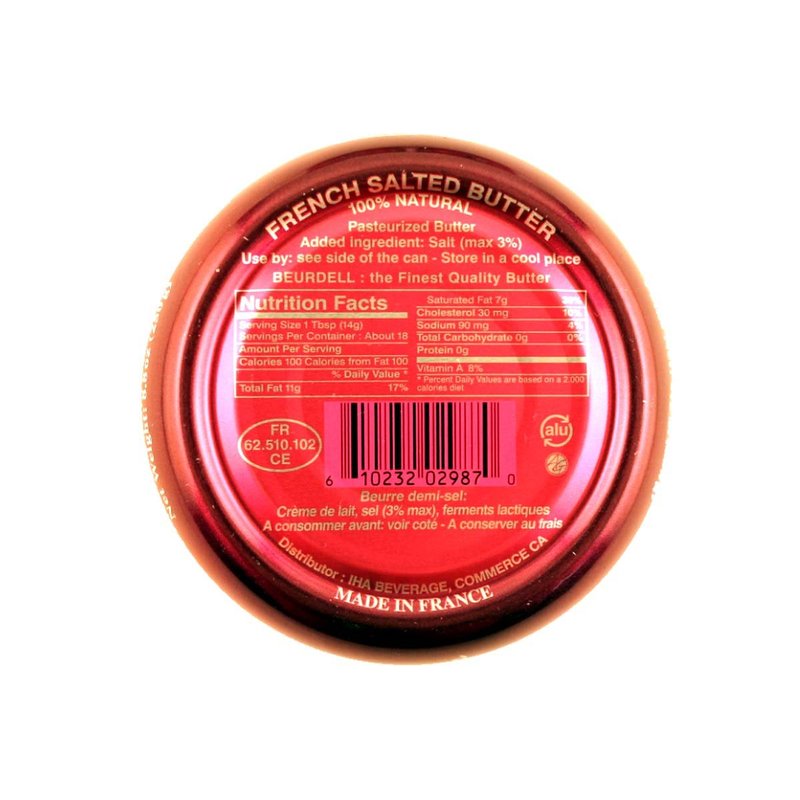 FRENCH SALTED BUTTER
100% NATURAL
Pasteurized Butter
Added ingredient: Salt (max 3%)
Use by: see side of the can - Store in a cool place
BEURDELL : the Finest Quality Butter
Nutrition Facts
Serving Size 1 Tbsp (14g)
Servings Per Container : About 18
Amount Per Serving
Calories 100 Calories from Fat 100
% Daily Value *
Total Fat 11g 17%
Saturated Fat 7g
Cholesterol 30 mg 10%
Sodium 90 mg 4%
Total Carbohydrate 0g 0%
Protein 0g
Vitamin A 8%
* Percent Daily Values are based on a 2,000
calories diet
FR
62.510.102
CE
alu
6 10232 02987 0
Beurre demi-sel:
Crème de lait, sel (3% max), ferments lactiques
A consommer avant: voir coté - A conserver au frais
Distributor : IHA BEVERAGE, COMMERCE CA
MADE IN FRANCE
Net Weight: